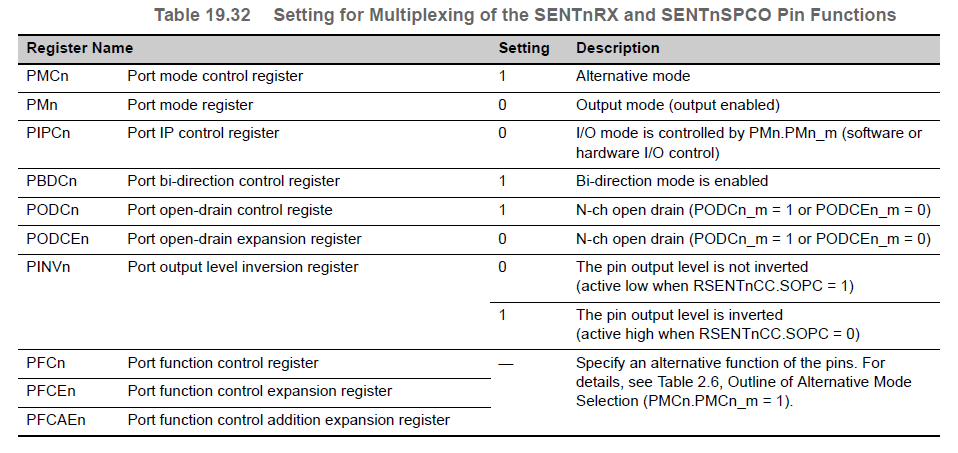 Table 19.32 Setting for Multiplexing of the SENTnRX and SENTnSPCO Pin Functions
Register Name Setting Description
PMCn Port mode control register 1 Alternative mode
PMn Port mode register 0 Output mode (output enabled)
PIPCn Port IP control register 0 I/O mode is controlled by PMn.PMn_m (software or
hardware I/O control)
PBDCn Port bi-direction control register 1 Bi-direction mode is enabled
PODCn Port open-drain control registe 1 N-ch open drain (PODCn_m = 1 or PODCEn_m = 0)
PODCEn Port open-drain expansion register 0 N-ch open drain (PODCn_m = 1 or PODCEn_m = 0)
PINVn Port output level inversion register 0 The pin output level is not inverted
(active low when RSENTnCC.SOPC = 1)
1 The pin output level is inverted
(active high when RSENTnCC.SOPC = 0)
PFCn Port function control register — Specify an alternative function of the pins. For
details, see Table 2.6, Outline of Alternative Mode
PFCEn Port function control expansion register
Selection (PMCn.PMCn_m = 1).
PFCAEn Port function control addition expansion register